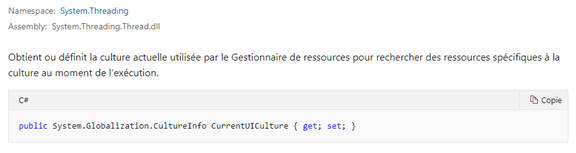 Namespace: System.Threading
Assembly: System.Threading.Thread.dll
Obtient ou définit la culture actuelle utilisée par le Gestionnaire de ressources pour rechercher des ressources spécifiques à la
culture au moment de l'exécution.
C# Copie
public System.Globalization.CultureInfo CurrentUICulture { get; set; }